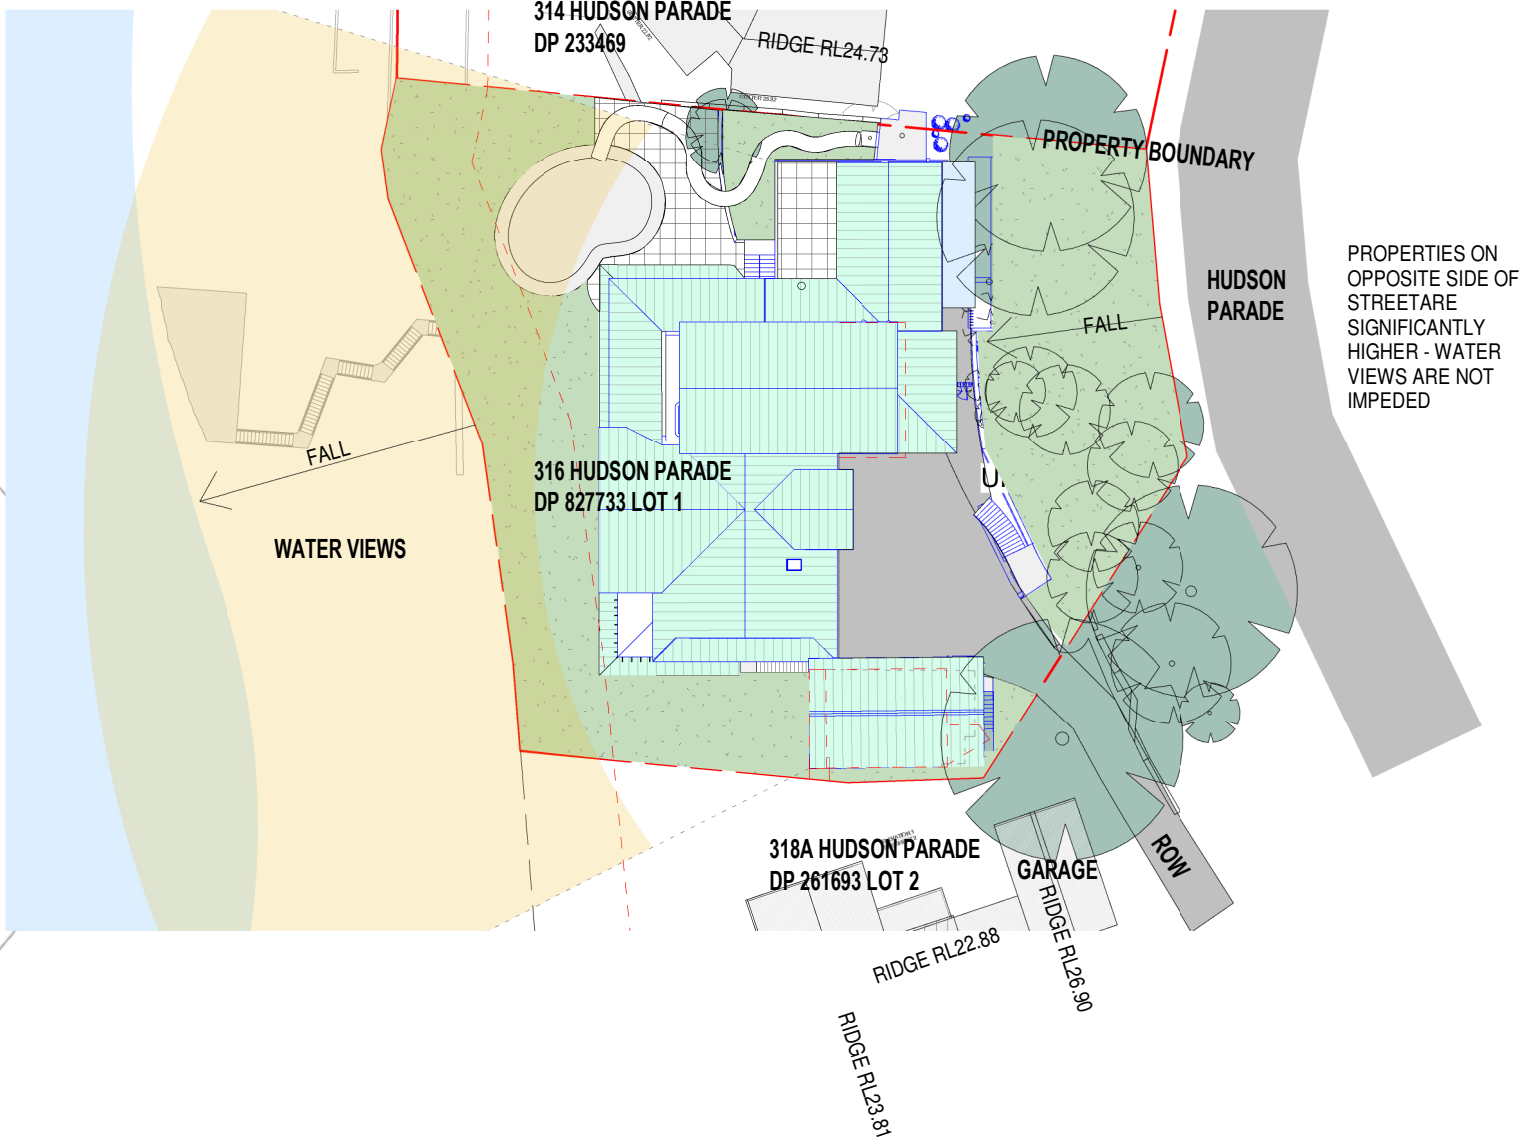 314 HUDSON PARADE
DP 233469
RIDGE RL24.73
PROPERTY BOUNDARY
HUDSON
PARADE
PROPERTIES ON
OPPOSITE SIDE OF
STREETARE
SIGNIFICANTLY
HIGHER - WATER
VIEWS ARE NOT
IMPEDED
FALL
FALL
316 HUDSON PARADE
DP 827733 LOT 1
WATER VIEWS
318A HUDSON PARADE
DP 261693 LOT 2
GARAGE
ROW
RIDGE RL22.88
RIDGE RL26.90
RIDGE RL23.81